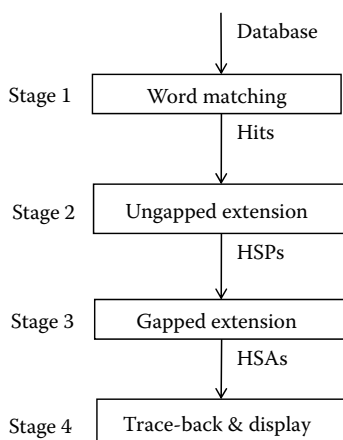 Database
Stage 1
Word matching
Hits
Stage 2
Ungapped extension
HSPs
Stage 3
Gapped extension
HSAs
Stage 4
Trace-back & display